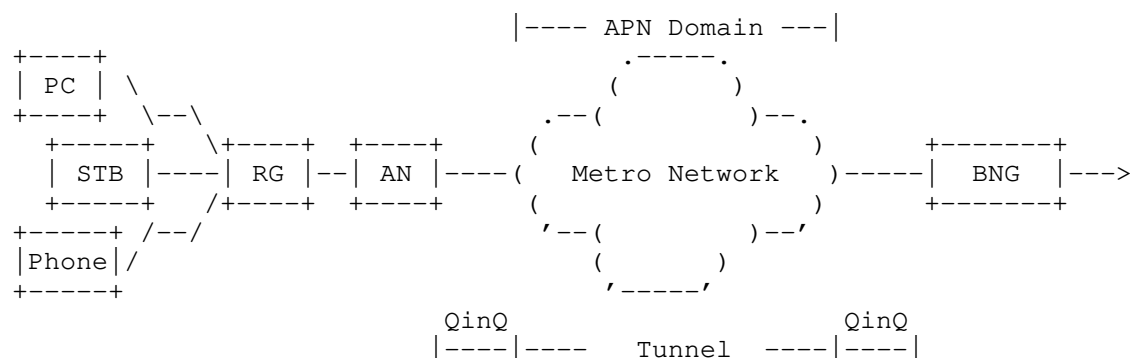 |---- APN Domain ---|
+----+                                  .-----.
| PC |  \                              (       )
+----+   \--\                      .--(         )--.
  +-----+    \+----+  +----+      (                 )       +-------+
  | STB |----| RG |--| AN |----(   Metro Network   )-----|  BNG  |--->
  +-----+    /+----+  +----+      (                 )       +-------+
+-----+ /--/                       '--(         )--'
|Phone|/                              (       )
+-----+                                '-----'
QinQ                      QinQ
|----|----   Tunnel  ----|----|